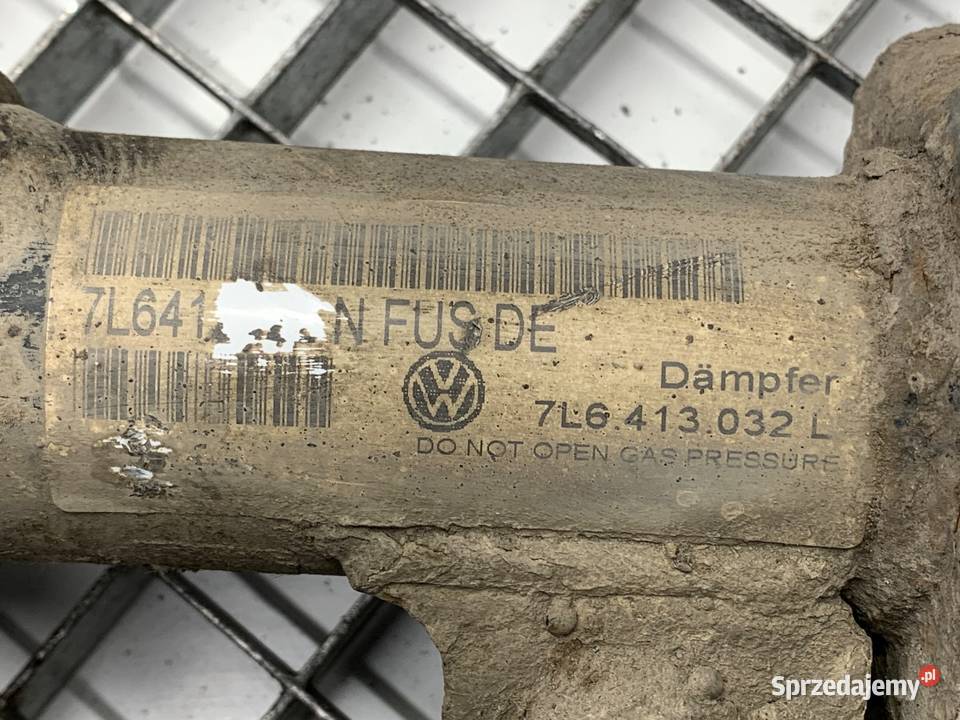 7L641 N FUS DE
Dämpfer
VW
7L6 413.032 L
DO NOT OPEN GAS PRESSURE
Sprzedajemy.pl